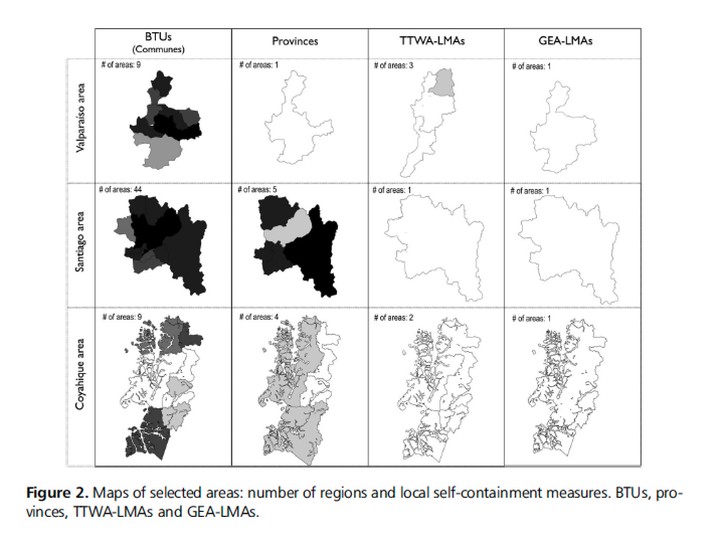 BTUs
(Communes)
Provinces
TTWA-LMAs
GEA-LMAs
Valparaiso area
# of areas: 9
# of areas: 1
# of areas: 3
# of areas: 1
Santiago area
# of areas: 44
# of areas: 5
# of areas: 1
# of areas: 1
Coyahique area
# of areas: 9
# of areas: 4
# of areas: 2
# of areas: 1
Figure 2. Maps of selected areas: number of regions and local self-containment measures. BTUs, pro-
vinces, TTWA-LMAs and GEA-LMAs.